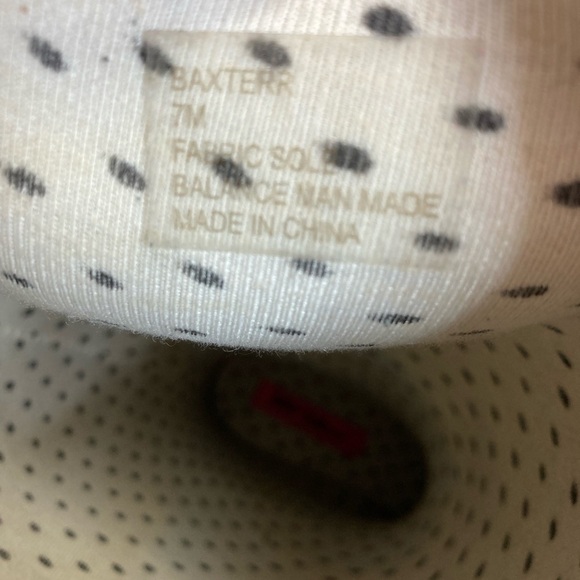 BAXTERR
7M
FABRIC SOLE
BALANCE MAN MADE
MADE IN CHINA